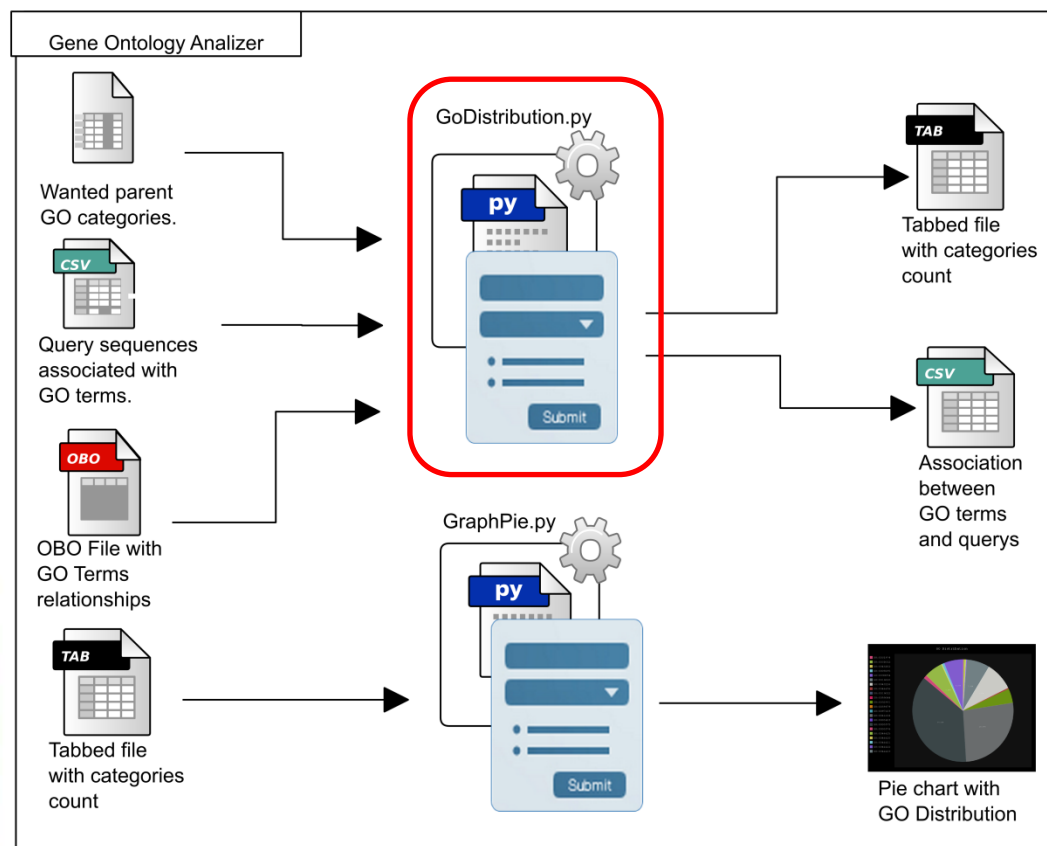 Gene Ontology Analizer
Wanted parent
GO categories.
CSV
Query sequences
associated with
GO terms.
OBO
OBO File with
GO Terms
relationships
TAB
Tabbed file
with categories
count
GoDistribution.py
py
Submit
GraphPie.py
py
Submit
TAB
Tabbed file
with categories
count
CSV
Association
between
GO terms
and querys
Pie chart with
GO Distribution